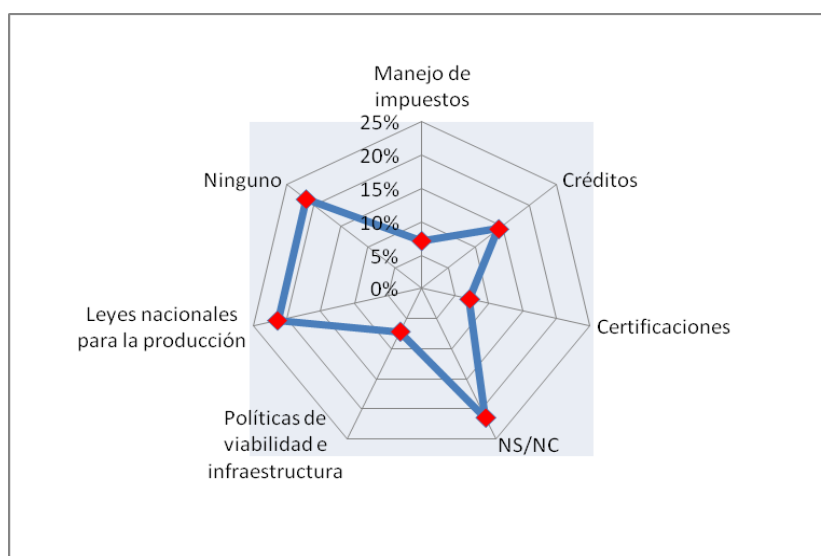 Manejo de
impuestos
25%
20%
15%
10%
5%
0%
Créditos
Certificaciones
NS/NC
Políticas de
viabilidad e
infraestructura
Leyes nacionales
para la producción
Ninguno